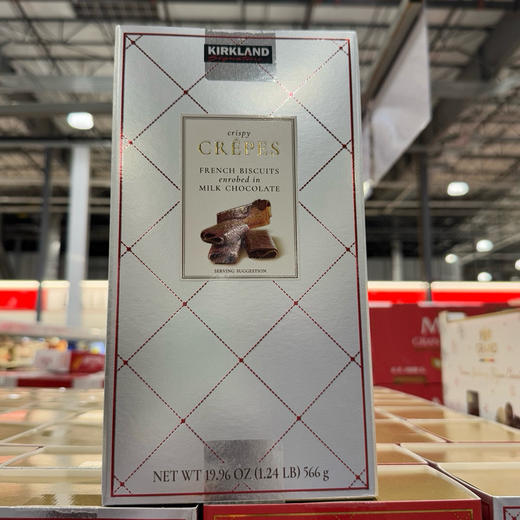 KIRKLAND
Signature
crispy
CRÊPES
FRENCH BISCUITS
enrobed in
MILK CHOCOLATE
SERVING SUGGESTION
NET WT 19.96 OZ (1.24 LB) 566 g